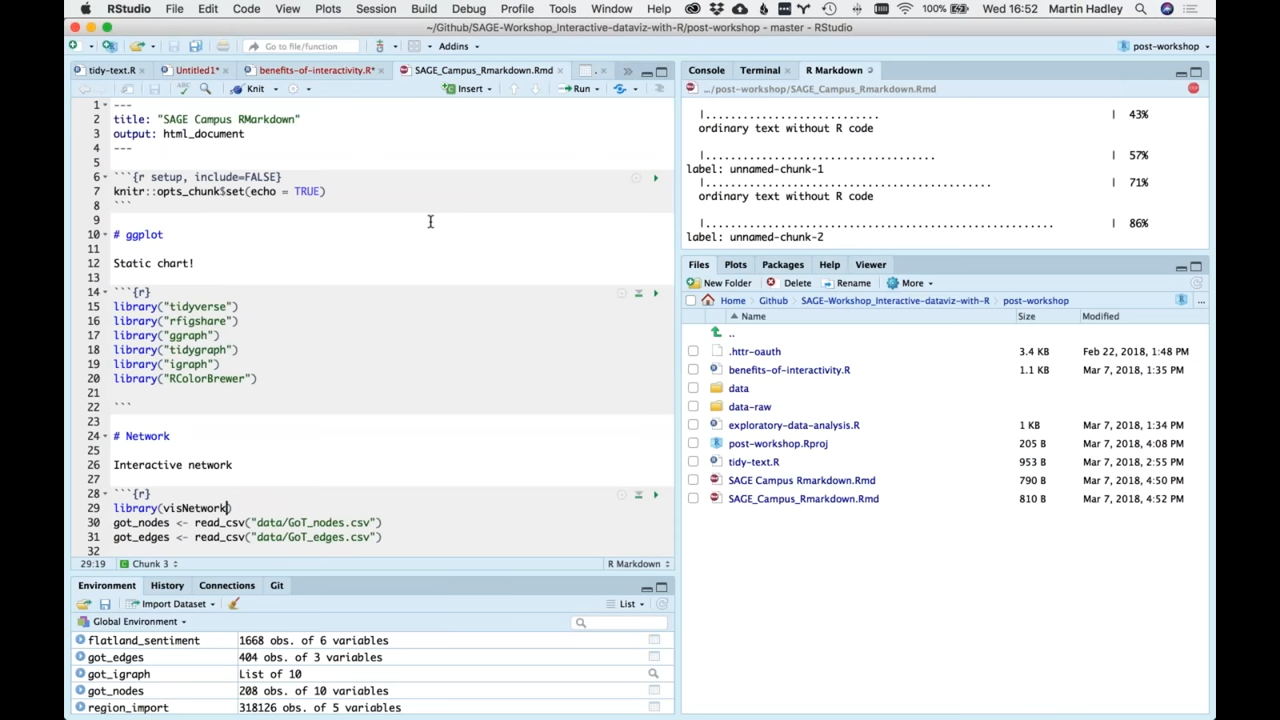 RStudio File Edit Code View Plots Session Build Debug Profile Tools Window Help 100% Wed 16:52 Martin Hadley
~/Github/SAGE-Workshop_Interactive-dataviz-with-R/post-workshop - master - RStudio
Go to file/function Addins post-workshop
tidy-text.R Untitled1* benefits-of-interactivity.R* SAGE_Campus_Rmarkdown.Rmd
Knit Insert Run
1 ---
2 title: "SAGE Campus RMarkdown"
3 output: html_document
4 ---
5
6 ```{r setup, include=FALSE}
7 knitr::opts_chunk$set(echo = TRUE)
8 ```
9
10 # ggplot
11
12 Static chart!
13
14 ```{r}
15 library("tidyverse")
16 library("rfigshare")
17 library("ggraph")
18 library("tidygraph")
19 library("igraph")
20 library("RColorBrewer")
21
22 ```
23
24 # Network
25
26 Interactive network
27
28 ```{r}
29 library(visNetwork)
30 got_nodes <- read_csv("data/GoT_nodes.csv")
31 got_edges <- read_csv("data/GoT_edges.csv")
32
29:19 Chunk 3 R Markdown
Environment History Connections Git
Import Dataset List
Global Environment
flatland_sentiment 1668 obs. of 6 variables
got_edges 404 obs. of 3 variables
got_igraph List of 10
got_nodes 208 obs. of 10 variables
region_import 318126 obs. of 5 variables
Console Terminal R Markdown
.../post-workshop/SAGE_Campus_Rmarkdown.Rmd
|........................... | 43%
ordinary text without R code
|.................................... | 57%
label: unnamed-chunk-1
|............................................. | 71%
ordinary text without R code
|...................................................... | 86%
label: unnamed-chunk-2
Files Plots Packages Help Viewer
New Folder Delete Rename More
Home Github SAGE-Workshop_Interactive-dataviz-with-R post-workshop ...
Name Size Modified
..
.httr-oauth 3.4 KB Feb 22, 2018, 1:48 PM
benefits-of-interactivity.R 1.1 KB Mar 7, 2018, 1:35 PM
data
data-raw
exploratory-data-analysis.R 1 KB Mar 7, 2018, 1:34 PM
post-workshop.Rproj 205 B Mar 7, 2018, 4:08 PM
tidy-text.R 953 B Mar 7, 2018, 2:55 PM
SAGE Campus Rmarkdown.Rmd 790 B Mar 7, 2018, 4:50 PM
SAGE_Campus_Rmarkdown.Rmd 810 B Mar 7, 2018, 4:52 PM